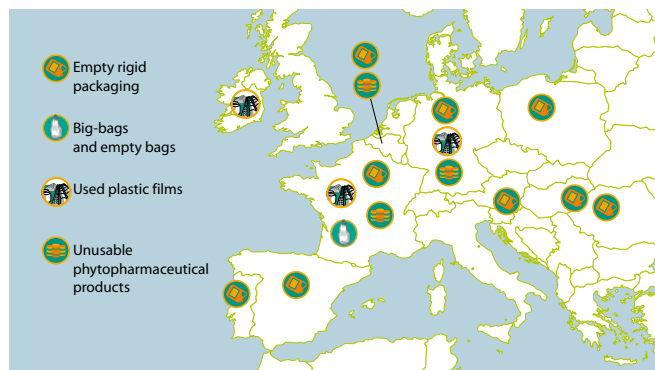 Empty rigid
packaging
Big-bags
and empty bags
Used plastic films
Unusable
phytopharmaceutical
products